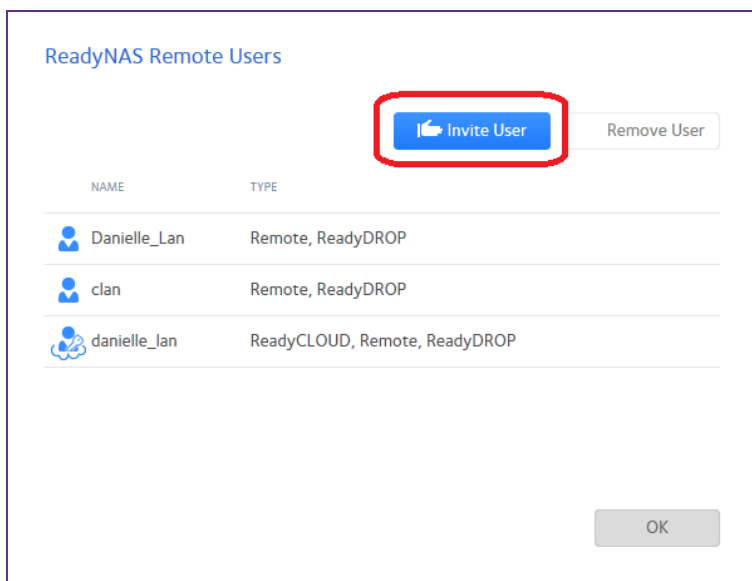 ReadyNAS Remote Users
Invite User Remove User
NAME TYPE
Danielle_Lan Remote, ReadyDROP
clan Remote, ReadyDROP
danielle_lan ReadyCLOUD, Remote, ReadyDROP
OK